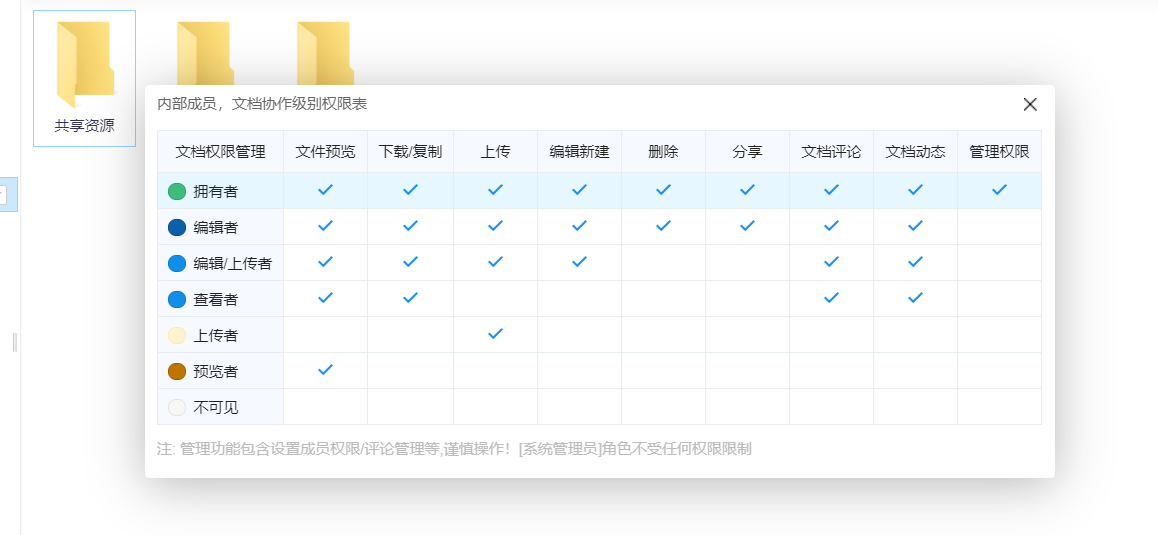 共享资源
内部成员，文档协作级别权限表
文档权限管理 文件预览 下载/复制 上传 编辑新建 删除 分享 文档评论 文档动态 管理权限
拥有者
编辑者
编辑/上传者
查看者
上传者
预览者
不可见
注: 管理功能包含设置成员权限/评论管理等,谨慎操作！[系统管理员]角色不受任何权限限制